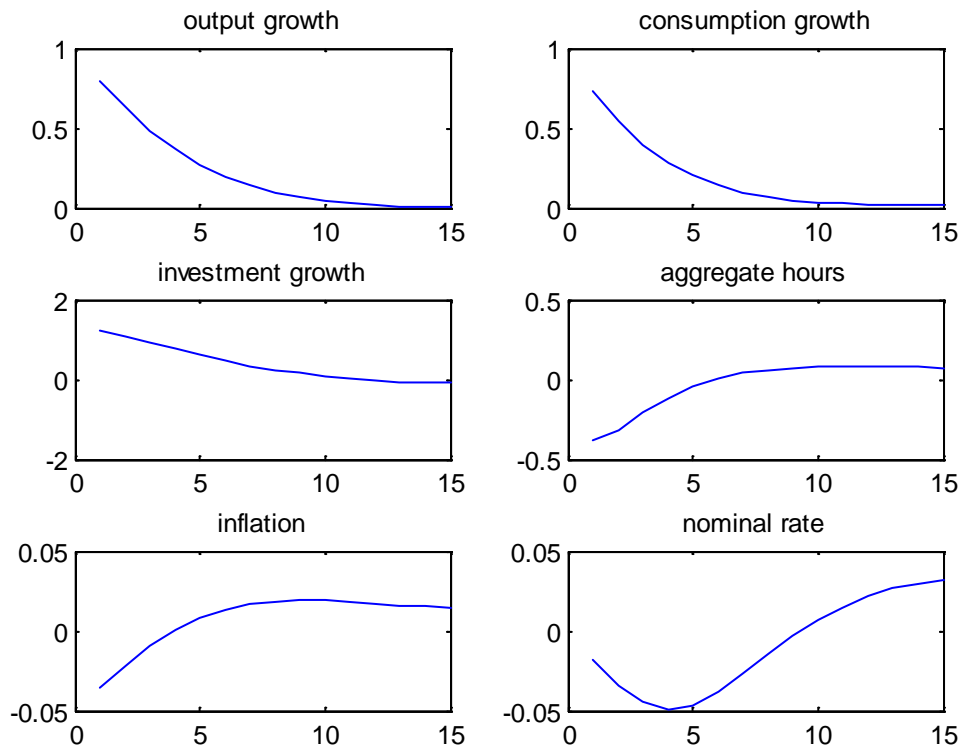 output growth
1
0.5
0
0 5 10 15
consumption growth
1
0.5
0
0 5 10 15
investment growth
2
0
-2
0 5 10 15
aggregate hours
0.5
0
-0.5
0 5 10 15
inflation
0.05
0
-0.05
0 5 10 15
nominal rate
0.05
0
-0.05
0 5 10 15